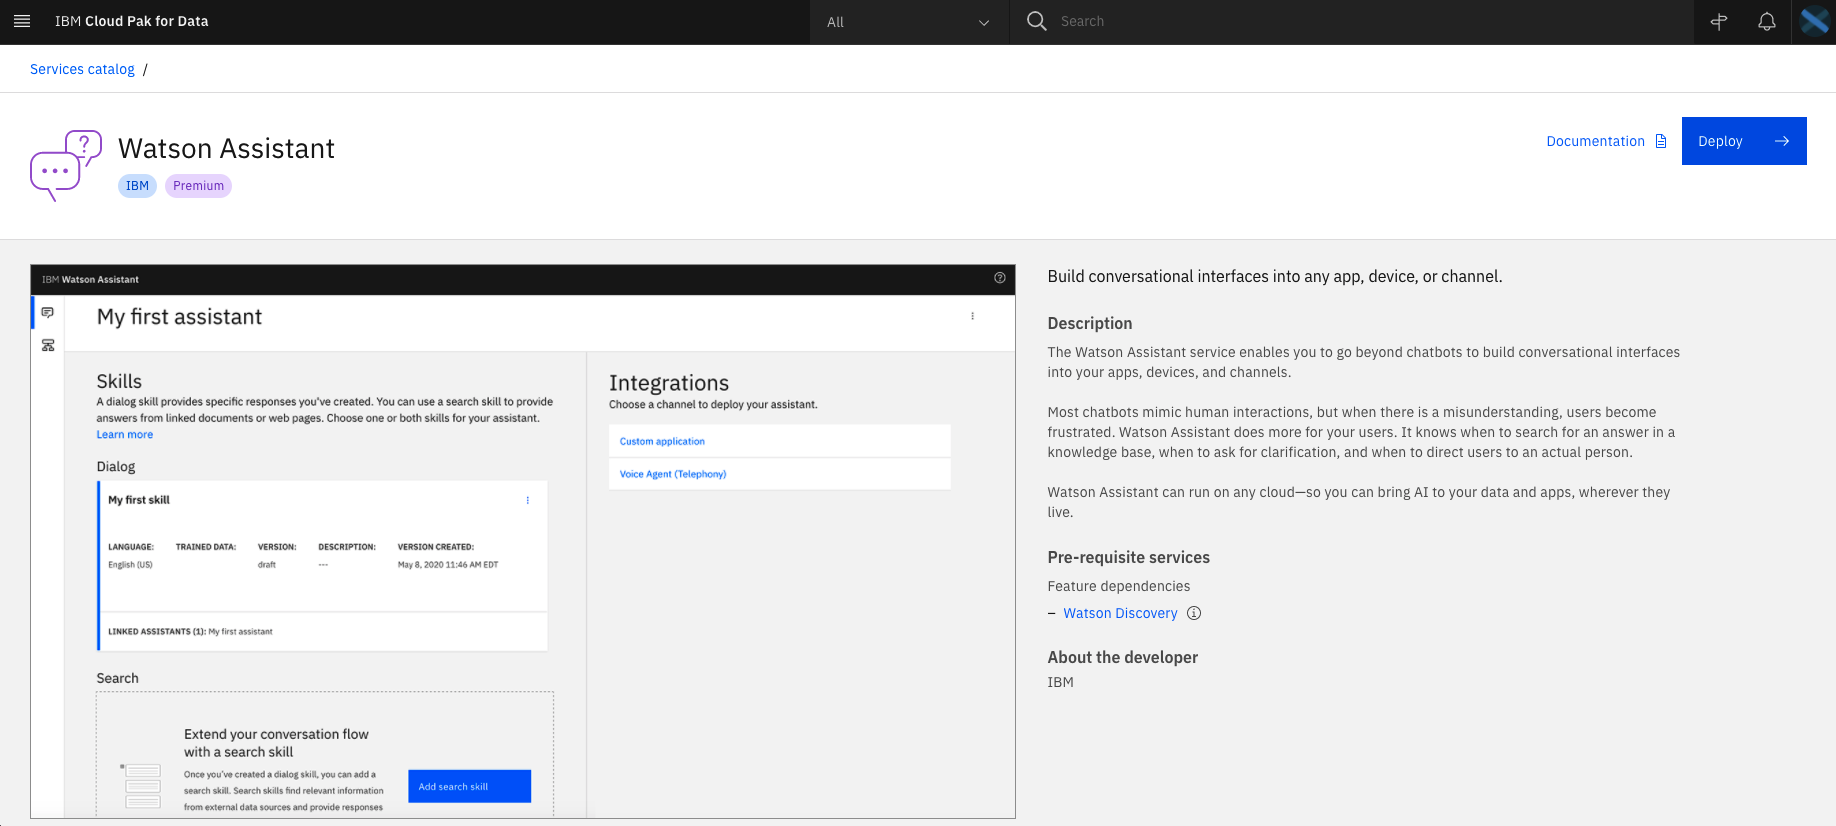 IBM Cloud Pak for Data
All
Search
Services catalog /
Watson Assistant
IBM Premium
Documentation
Deploy
IBM Watson Assistant
My first assistant
Skills
A dialog skill provides specific responses you've created. You can use a search skill to provide
answers from linked documents or web pages. Choose one or both skills for your assistant.
Learn more
Dialog
My first skill
LANGUAGE: TRAINED DATA: VERSION: DESCRIPTION: VERSION CREATED:
English (US) draft --- May 8, 2020 11:46 AM EDT
LINKED ASSISTANTS (1): My first assistant
Search
Extend your conversation flow
with a search skill
Once you've created a dialog skill, you can add a
search skill. Search skills find relevant information
from external data sources and provide responses
Add search skill
Integrations
Choose a channel to deploy your assistant.
Custom application
Voice Agent (Telephony)
Build conversational interfaces into any app, device, or channel.
Description
The Watson Assistant service enables you to go beyond chatbots to build conversational interfaces
into your apps, devices, and channels.
Most chatbots mimic human interactions, but when there is a misunderstanding, users become
frustrated. Watson Assistant does more for your users. It knows when to search for an answer in a
knowledge base, when to ask for clarification, and when to direct users to an actual person.
Watson Assistant can run on any cloud—so you can bring AI to your data and apps, wherever they
live.
Pre-requisite services
Feature dependencies
– Watson Discovery
About the developer
IBM